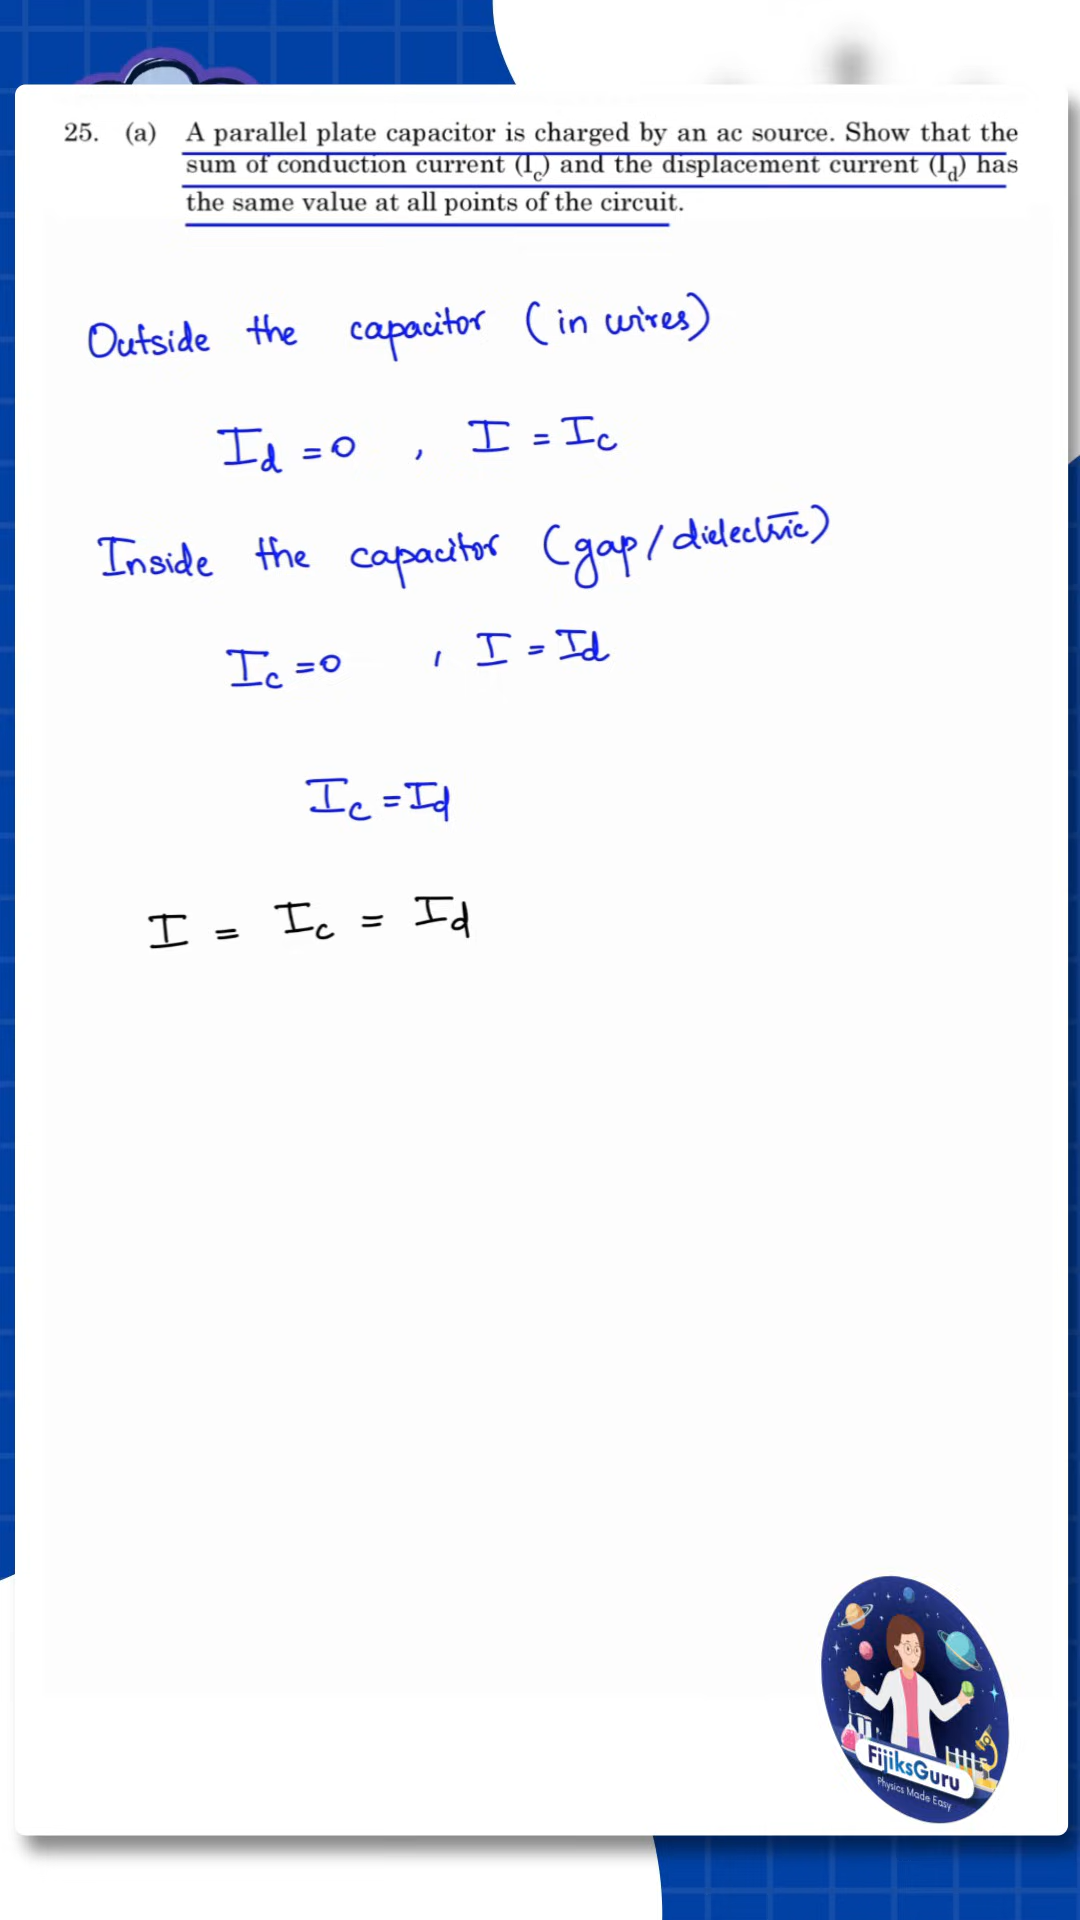 25. (a) A parallel plate capacitor is charged by an ac source. Show that the
sum of conduction current (I_c) and the displacement current (I_d) has
the same value at all points of the circuit.
Outside the capacitor (in wires)
I_d = 0 , I = I_c
Inside the capacitor (gap / dielectric)
I_c = 0 , I = I_d
I_c = I_d
I = I_c = I_d
FijiksGuru
Physics Made Easy